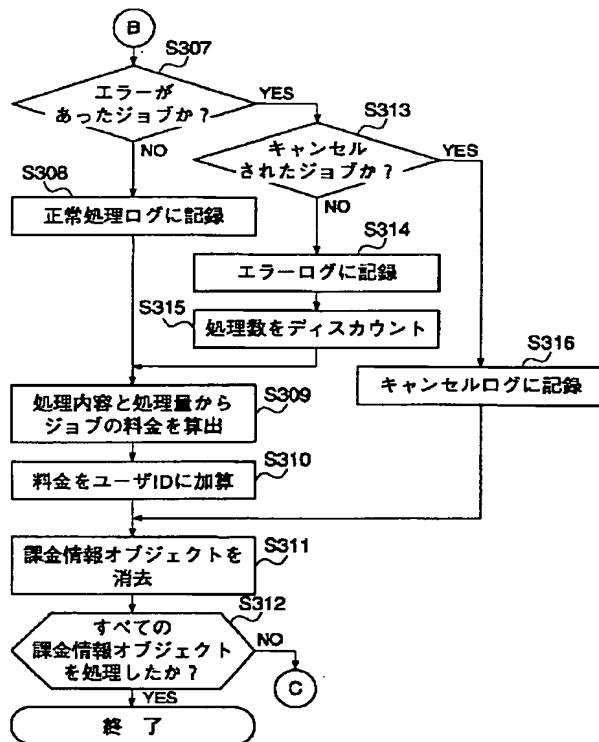 B
S307
エラーが
あったジョブか？
YES
NO
S313
キャンセル
されたジョブか？
YES
NO
S308
正常処理ログに記録
S314
エラーログに記録
S315
処理数をディスカウント
S316
キャンセルログに記録
S309
処理内容と処理量から
ジョブの料金を算出
S310
料金をユーザIDに加算
S311
課金情報オブジェクトを
消去
S312
すべての
課金情報オブジェクト
を処理したか？
NO
C
YES
終 了